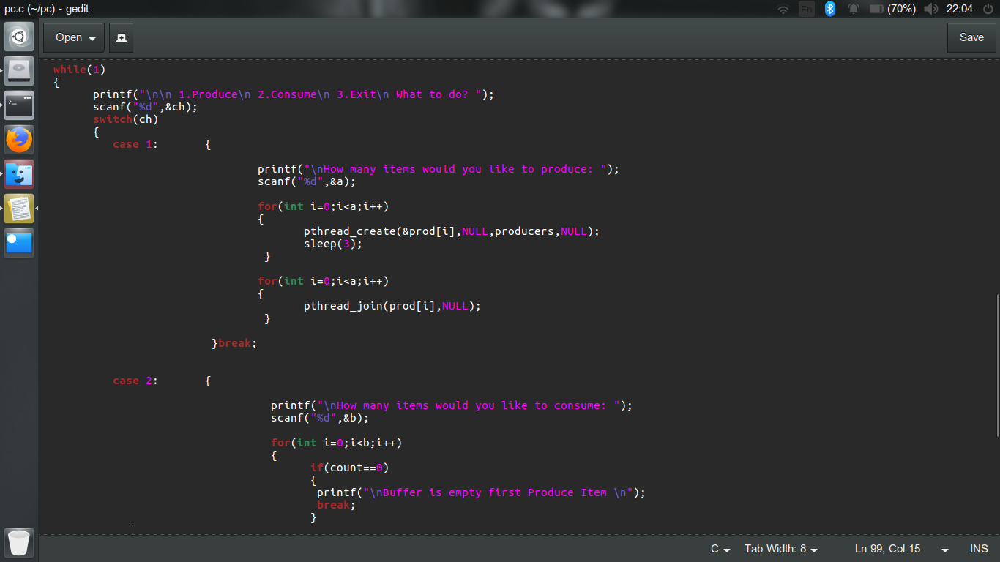 pc.c (~/pc) - gedit
En (70%) 22:04
Open Save
while(1)
{
printf("\n\n 1.Produce\n 2.Consume\n 3.Exit\n What to do? ");
scanf("%d",&ch);
switch(ch)
{
case 1: {
printf("\nHow many items would you like to produce: ");
scanf("%d",&a);
for(int i=0;i<a;i++)
{
pthread_create(&prod[i],NULL,producers,NULL);
sleep(3);
}
for(int i=0;i<a;i++)
{
pthread_join(prod[i],NULL);
}
}break;
case 2: {
printf("\nHow many items would you like to consume: ");
scanf("%d",&b);
for(int i=0;i<b;i++)
{
if(count==0)
{
printf("\nBuffer is empty first Produce Item \n");
break;
}
C Tab Width: 8 Ln 99, Col 15 INS